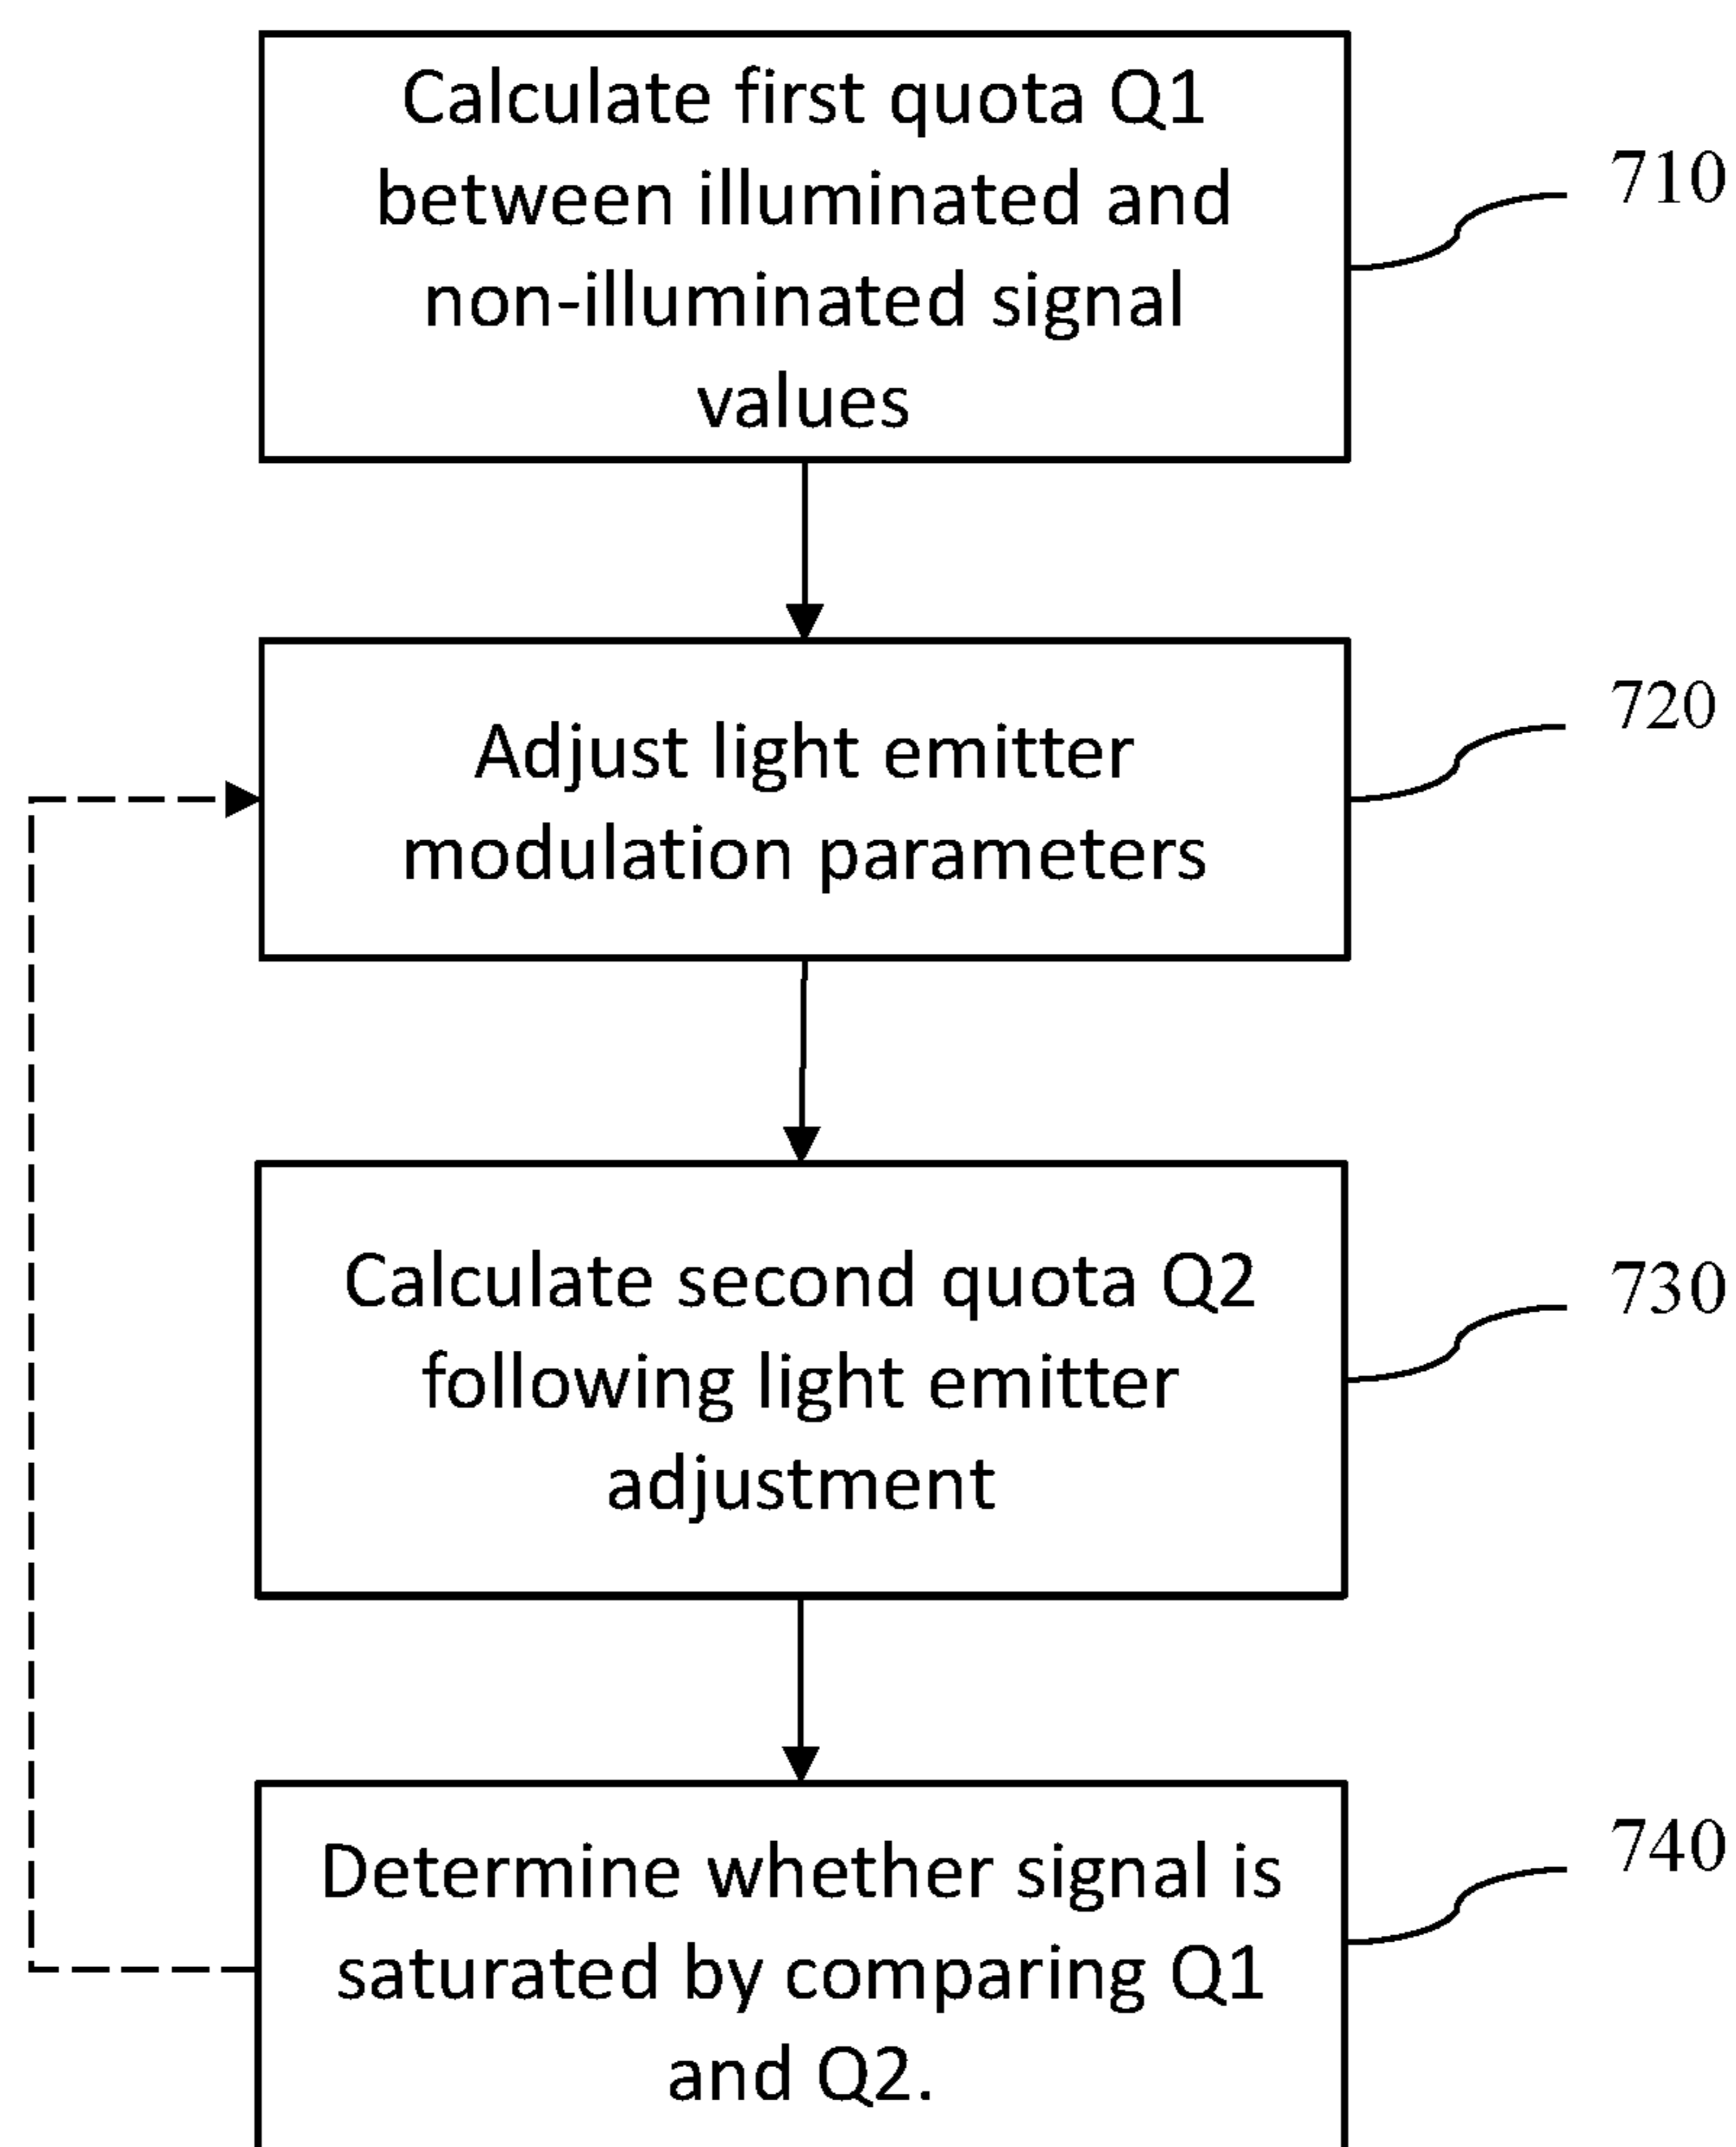 Calculate first quota Q1
between illuminated and
non-illuminated signal
values
710
Adjust light emitter
modulation parameters
720
Calculate second quota Q2
following light emitter
adjustment
730
Determine whether signal is
saturated by comparing Q1
and Q2.
740